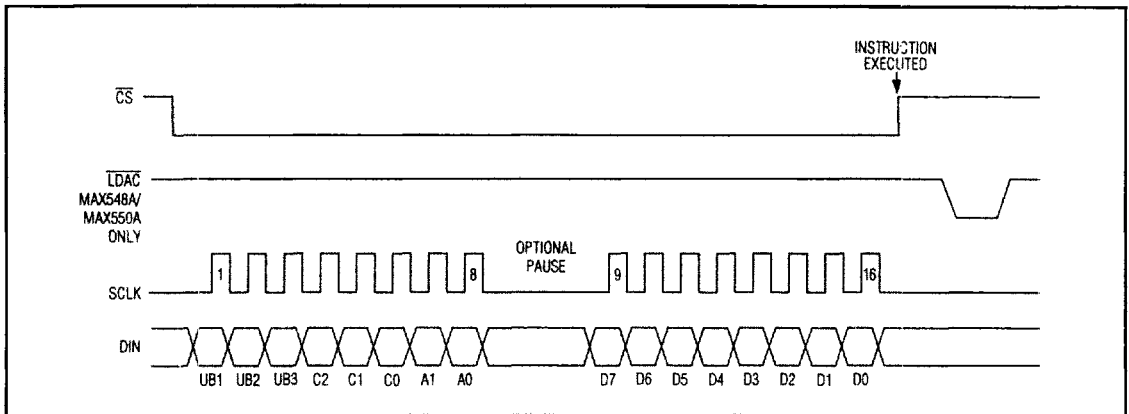 INSTRUCTION
EXECUTED
CS
LDAC
MAX548A/
MAX550A
ONLY
OPTIONAL
PAUSE
1 8 9 16
SCLK
DIN
UB1 UB2 UB3 C2 C1 C0 A1 A0 D7 D6 D5 D4 D3 D2 D1 D0